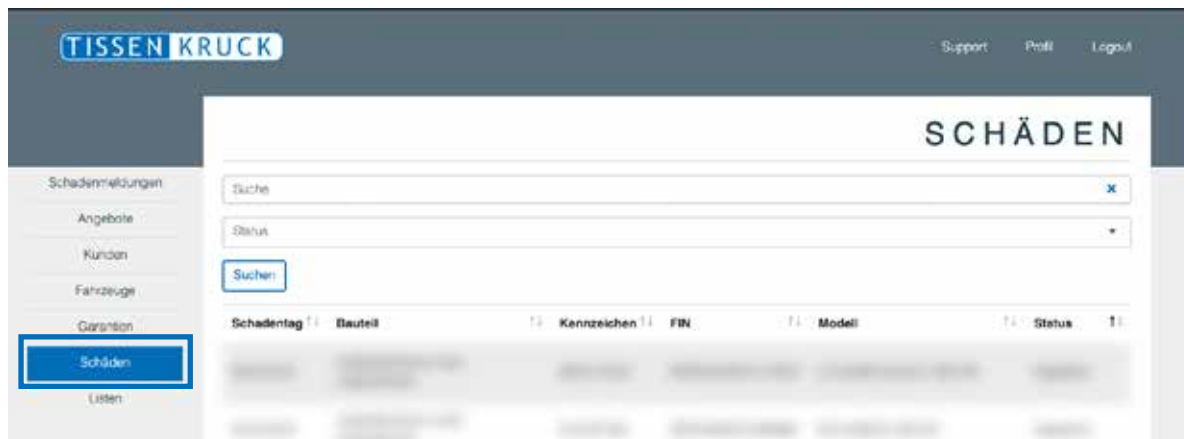 TISSEN KRUCK
Support Profil Logout
SCHÄDEN
Schadenmeldungen
Angebote
Kunden
Fahrzeuge
Garantien
Schäden
Listen
Suche
Status
Suchen
Schadentag Bauteil Kennzeichen FIN Modell Status